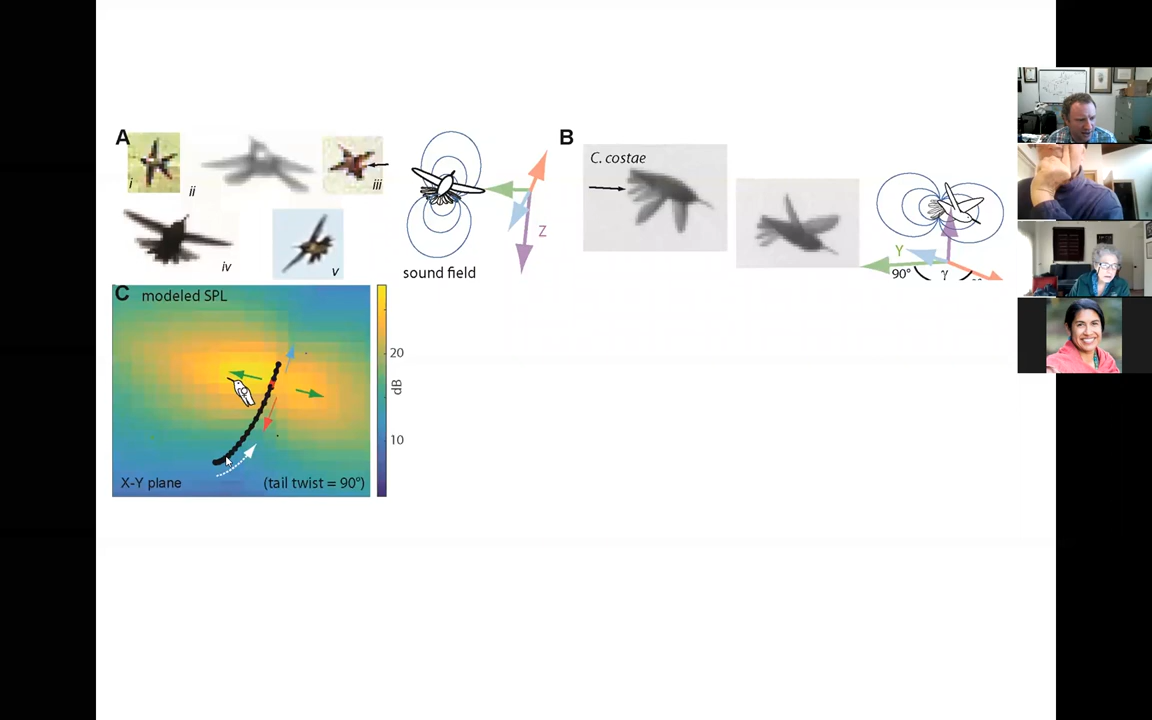 A
i
ii
iii
iv
v
Z
sound field
B
C. costae
Y
90°
γ
C modeled SPL
20
dB
10
X-Y plane
(tail twist = 90°)